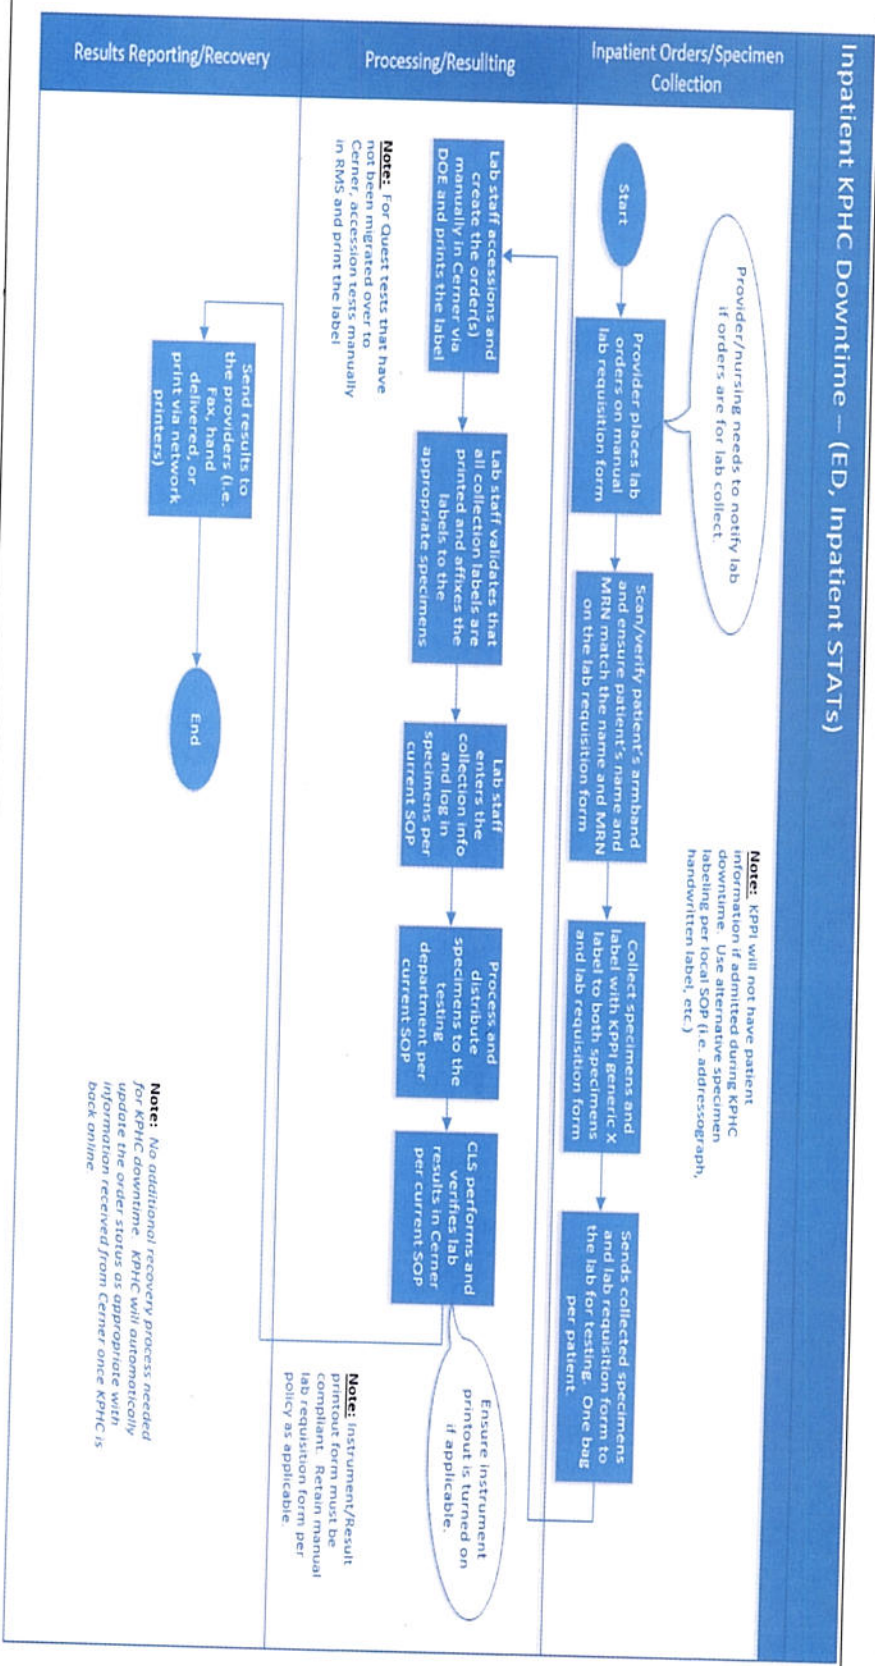 Inpatient KPHC Downtime — (ED, Inpatient STATs)
Inpatient Orders/Specimen
Collection
Start
Provider/nursing needs to notify lab
if orders are for lab collect.
Provider places lab
orders on manual
lab requisition form
Scan/verify patient's armband
and ensure patient's name and
MRN match the name and MRN
on the lab requisition form
Note: KPPI will not have patient
information if admitted during KPHC
downtime. Use alternative specimen
labeling per local SOP (i.e. addressograph,
handwritten label, etc.)
Collect specimens and
label with KPPI generic X
label to both specimens
and lab requisition form
Sends collected specimens
and lab requisition form to
the lab for testing. One bag
per patient.
Processing/Resullting
Lab staff accessions and
create the order(s)
manually in Cerner via
DOE and prints the label
Note: For Quest tests that have
not been migrated over to
Cerner, accession tests manually
in RMS and print the label
Lab staff validates that
all collection labels are
printed and affixes the
labels to the
appropriate specimens
Lab staff
enters the
collection info
and log in
specimens per
current SOP
Process and
distribute
specimens to the
testing
department per
current SOP
CLS performs and
verifies lab
results in Cerner
per current SOP
Ensure instrument
printout is turned on
if applicable.
Note: Instrument/Result
printout form must be
compliant. Retain manual
lab requisition form per
policy as applicable.
Results Reporting/Recovery
Send results to
the providers (i.e.
Fax, hand
delivered, or
print via network
printers)
End
Note: No additional recovery process needed
for KPHC downtime. KPHC will automatically
update the order status as appropriate with
information received from Cerner once KPHC is
back online.